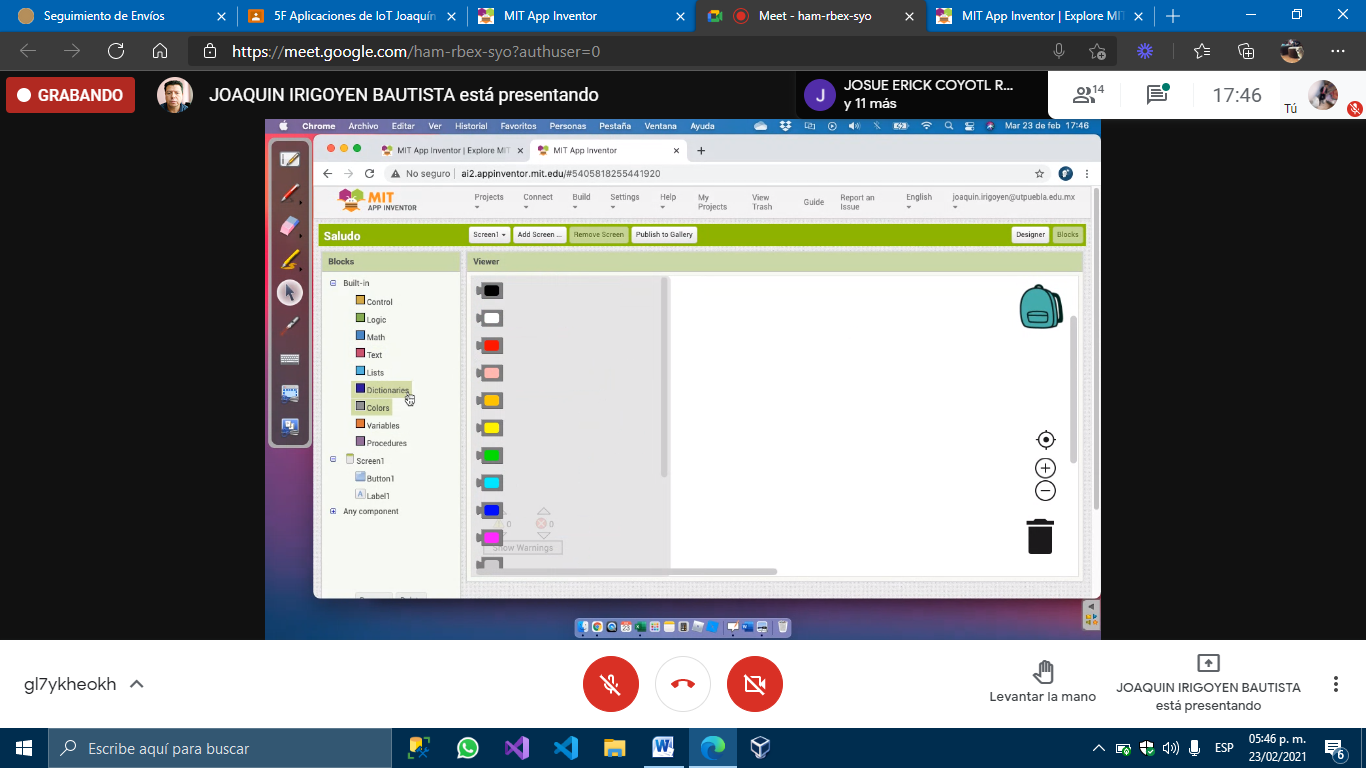 Seguimiento de Envíos
5F Aplicaciones de IoT Joaquín
MIT App Inventor
Meet - ham-rbex-syo
MIT App Inventor | Explore MI
https://meet.google.com/ham-rbex-syo?authuser=0
GRABANDO
JOAQUIN IRIGOYEN BAUTISTA está presentando
J
JOSUE ERICK COYOTL R...
y 11 más
14
17:46
Tú
Chrome Archivo Editar Ver Historial Favoritos Personas Pestaña Ventana Ayuda
Mar 23 de feb 17:46
MIT App Inventor | Explore MIT
MIT App Inventor
No seguro | ai2.appinventor.mit.edu/#5405818255441920
MIT
APP INVENTOR
Projects
Connect
Build
Settings
Help
My Projects
View Trash
Guide
Report an Issue
English
joaquin.irigoyen@utpuebla.edu.mx
Saludo
Screen1
Add Screen ...
Remove Screen
Publish to Gallery
Designer
Blocks
Blocks
Viewer
Built-in
Control
Logic
Math
Text
Lists
Dictionaries
Colors
Variables
Procedures
Screen1
Button1
Label1
Any component
0
0
Show Warnings
gl7ykheokh
Levantar la mano
JOAQUIN IRIGOYEN BAUTISTA
está presentando
Escribe aquí para buscar
ESP
05:46 p. m.
23/02/2021
6